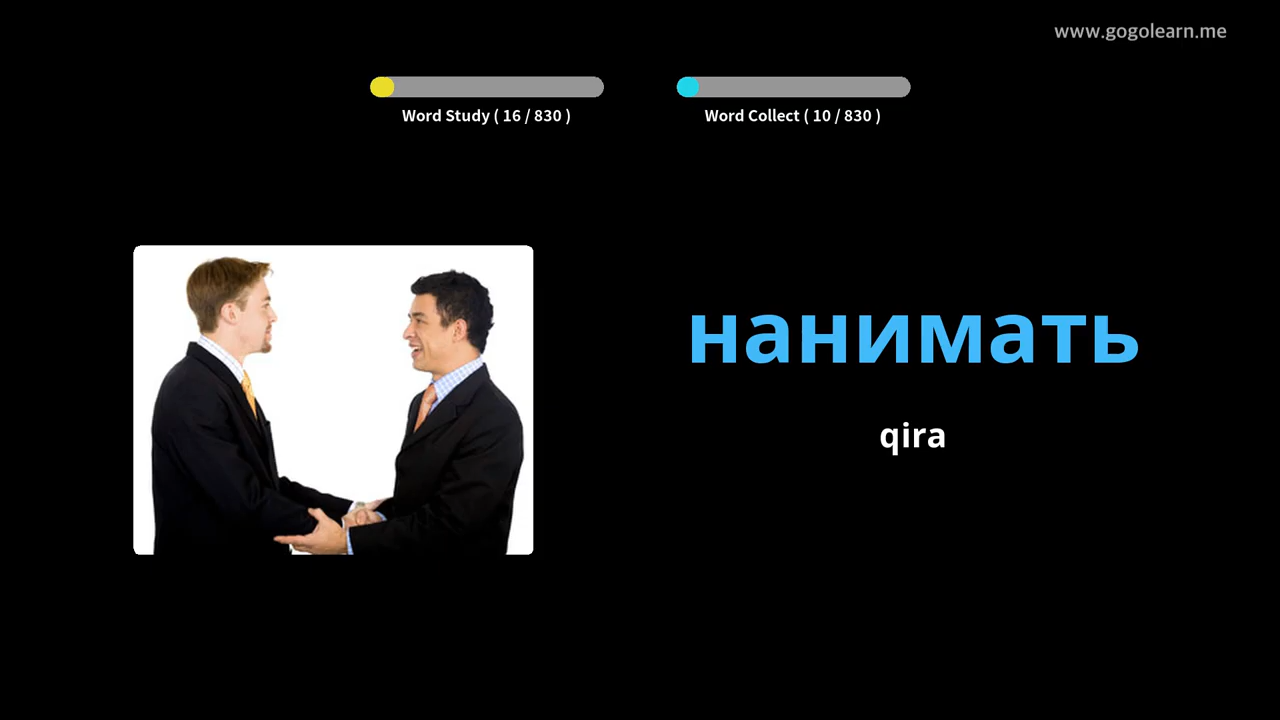 www.gogolearn.me
Word Study ( 16 / 830 )
Word Collect ( 10 / 830 )
нанимать
qira